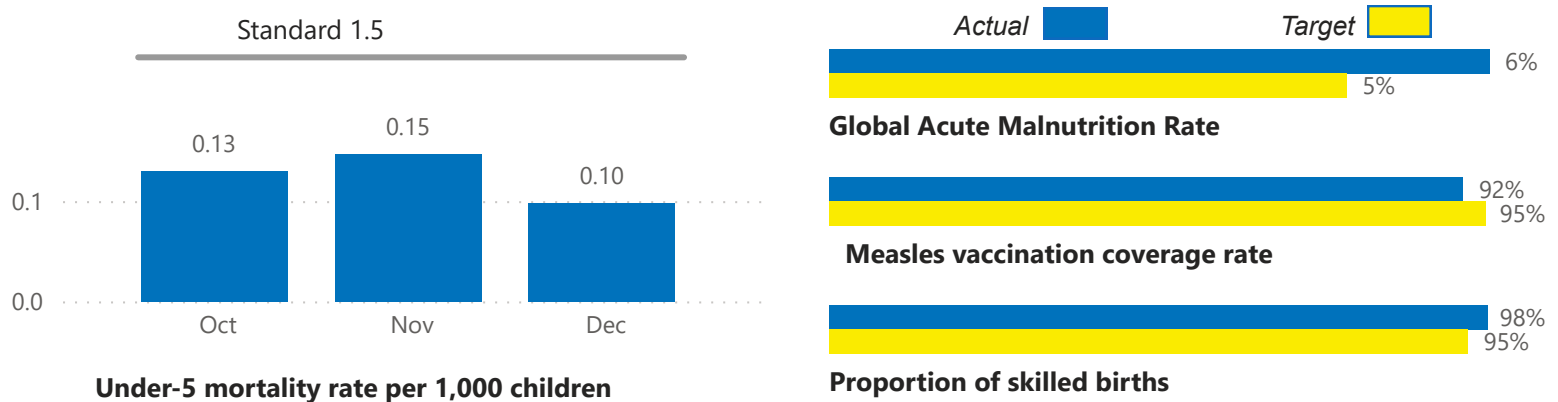 Standard 1.5
0.13
0.15
0.10
0.1
0.0
Oct
Nov
Dec
Under-5 mortality rate per 1,000 children
Actual
Target
6%
5%
Global Acute Malnutrition Rate
92%
95%
Measles vaccination coverage rate
98%
95%
Proportion of skilled births